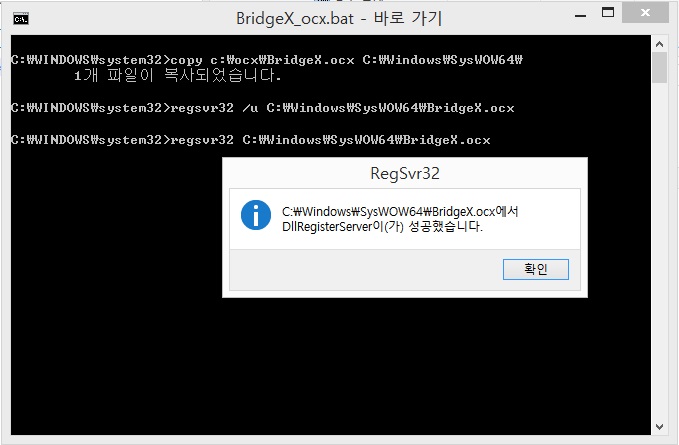 BridgeX_ocx.bat - 바로 가기
C:\WINDOWS\system32>copy c:\ocx\BridgeX.ocx C:\Windows\SysWOW64\
1개 파일이 복사되었습니다.
C:\WINDOWS\system32>regsvr32 /u C:\Windows\SysWOW64\BridgeX.ocx
C:\WINDOWS\system32>regsvr32 C:\Windows\SysWOW64\BridgeX.ocx
RegSvr32
C:\Windows\SysWOW64\BridgeX.ocx에서
DllRegisterServer이(가) 성공했습니다.
확인